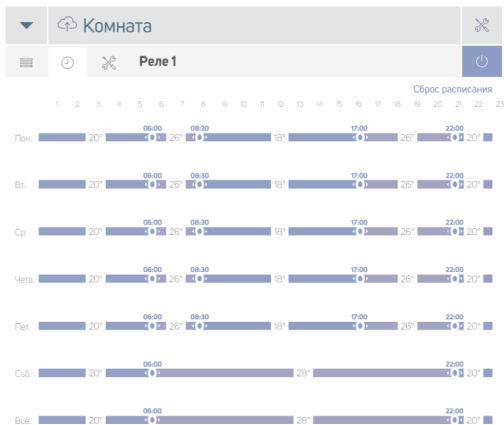 Комната
Реле 1
Сброс расписания
1 2 3 4 5 6 7 8 9 10 11 12 13 14 15 16 17 18 19 20 21 22 23
06:00 08:30 17:00 22:00
Пон. 20° 26° 18° 26° 20°
06:00 08:30 17:00 22:00
Вт. 20° 26° 18° 26° 20°
06:00 08:30 17:00 22:00
Ср. 20° 26° 18° 26° 20°
06:00 08:30 17:00 22:00
Четв. 20° 26° 18° 26° 20°
06:00 08:30 17:00 22:00
Пет. 20° 26° 18° 26° 20°
06:00 22:00
Съб. 20° 28° 20°
06:00 22:00
Все. 20° 28° 20°